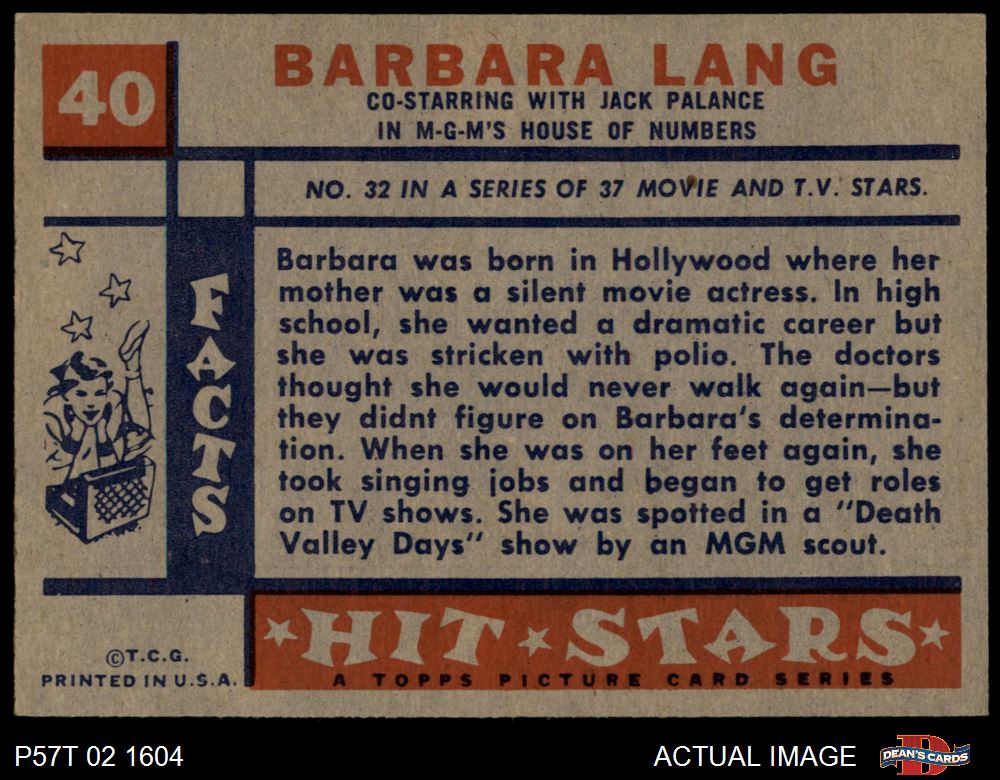 40
BARBARA LANG
CO-STARRING WITH JACK PALANCE
IN M-G-M'S HOUSE OF NUMBERS
NO. 32 IN A SERIES OF 37 MOVIE AND T.V. STARS.
FACTS
Barbara was born in Hollywood where her
mother was a silent movie actress. In high
school, she wanted a dramatic career but
she was stricken with polio. The doctors
thought she would never walk again—but
they didnt figure on Barbara's determina-
tion. When she was on her feet again, she
took singing jobs and began to get roles
on TV shows. She was spotted in a "Death
Valley Days" show by an MGM scout.
©T.C.G.
PRINTED IN U.S.A.
HIT STARS
A TOPPS PICTURE CARD SERIES
P57T 02 1604
ACTUAL IMAGE
D
DEAN'S CARDS